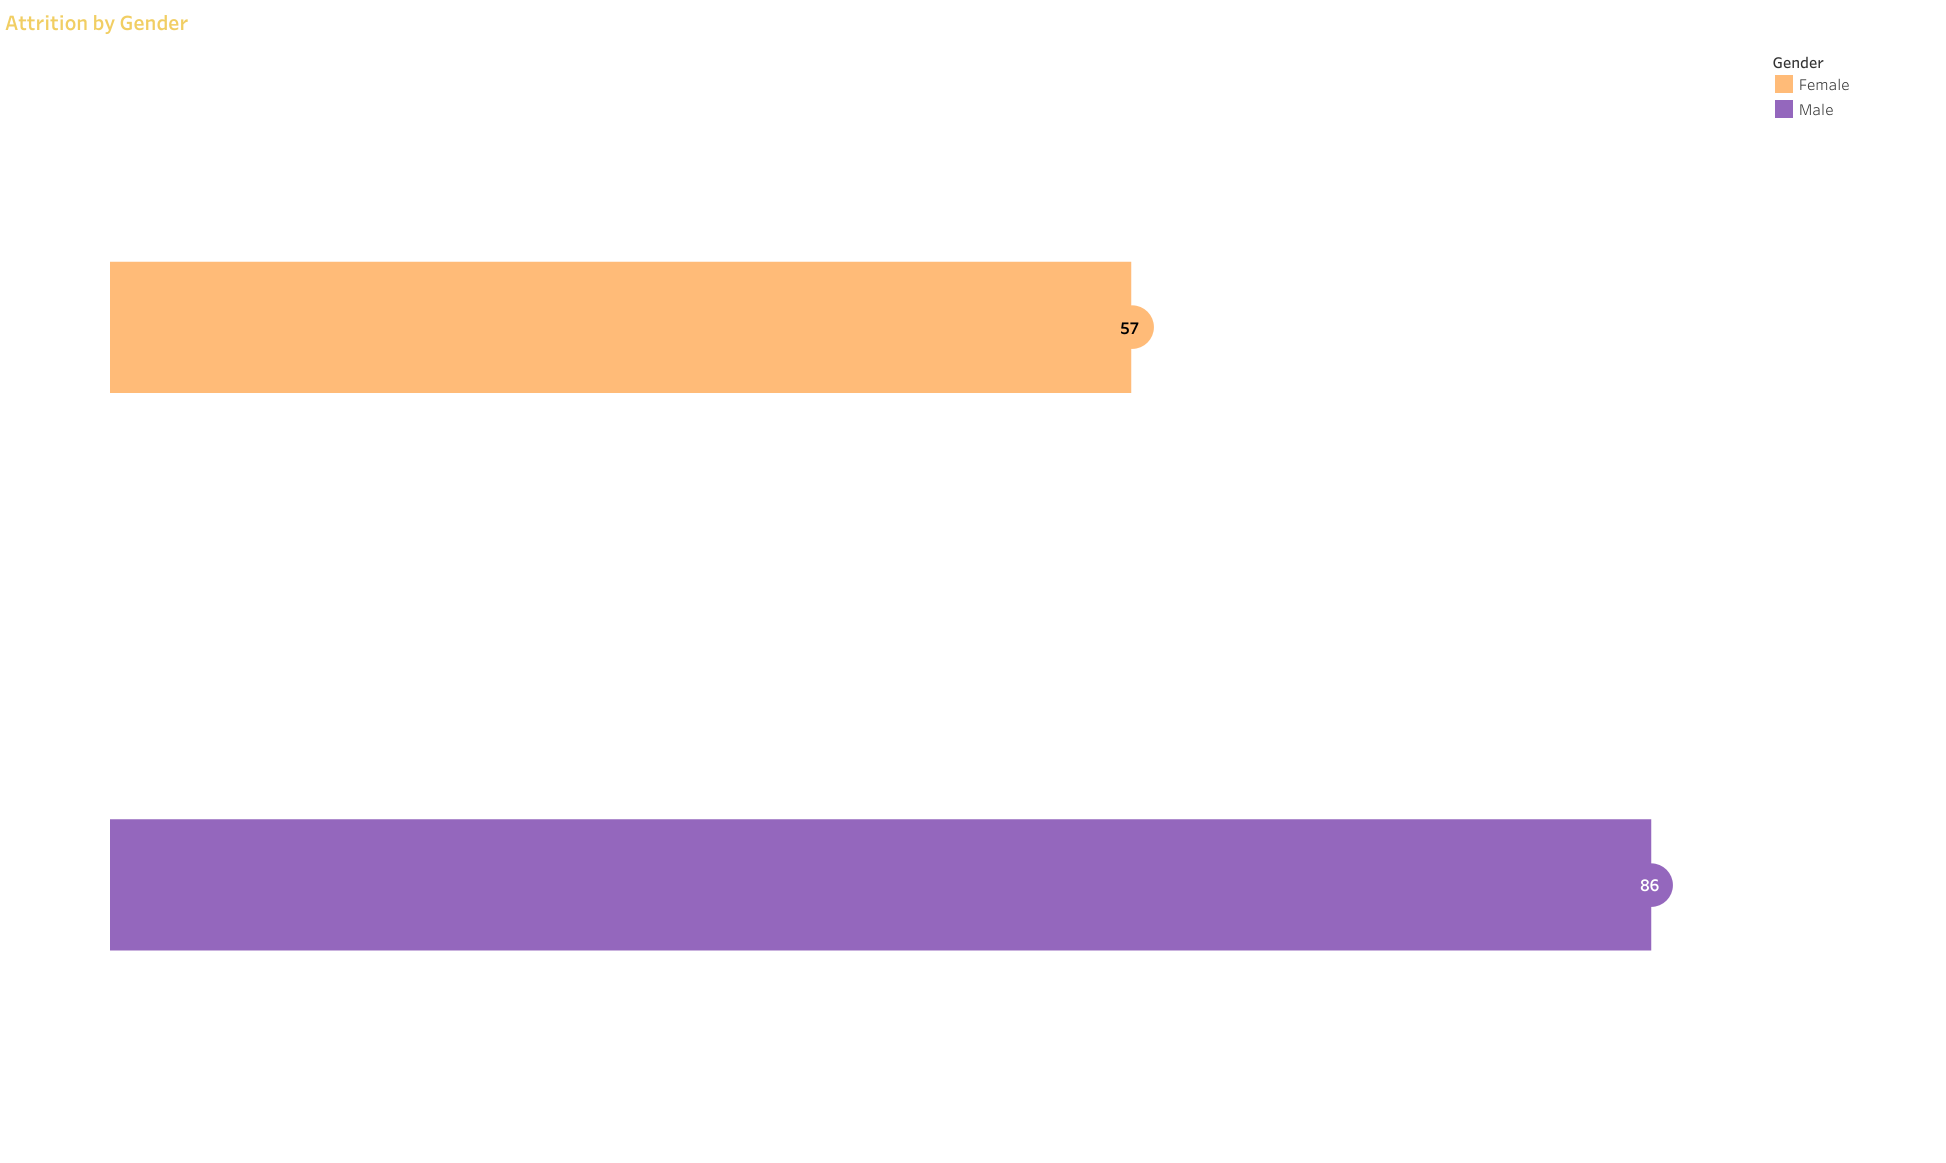 Attrition by Gender
Gender
Female
Male
57
86